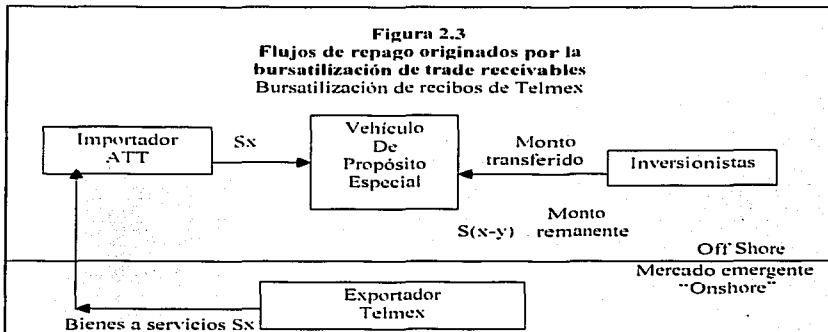 Figura 2.3
Flujos de repago originados por la
bursatilización de trade receivables
Bursatilización de recibos de Telmex
Importador
ATT
Sx
Vehículo
De
Propósito
Especial
Monto
transferido
Inversionistas
S(x-y) Monto
remanente
Off Shore
Mercado emergente
"Onshore"
Exportador
Telmex
Bienes a servicios Sx